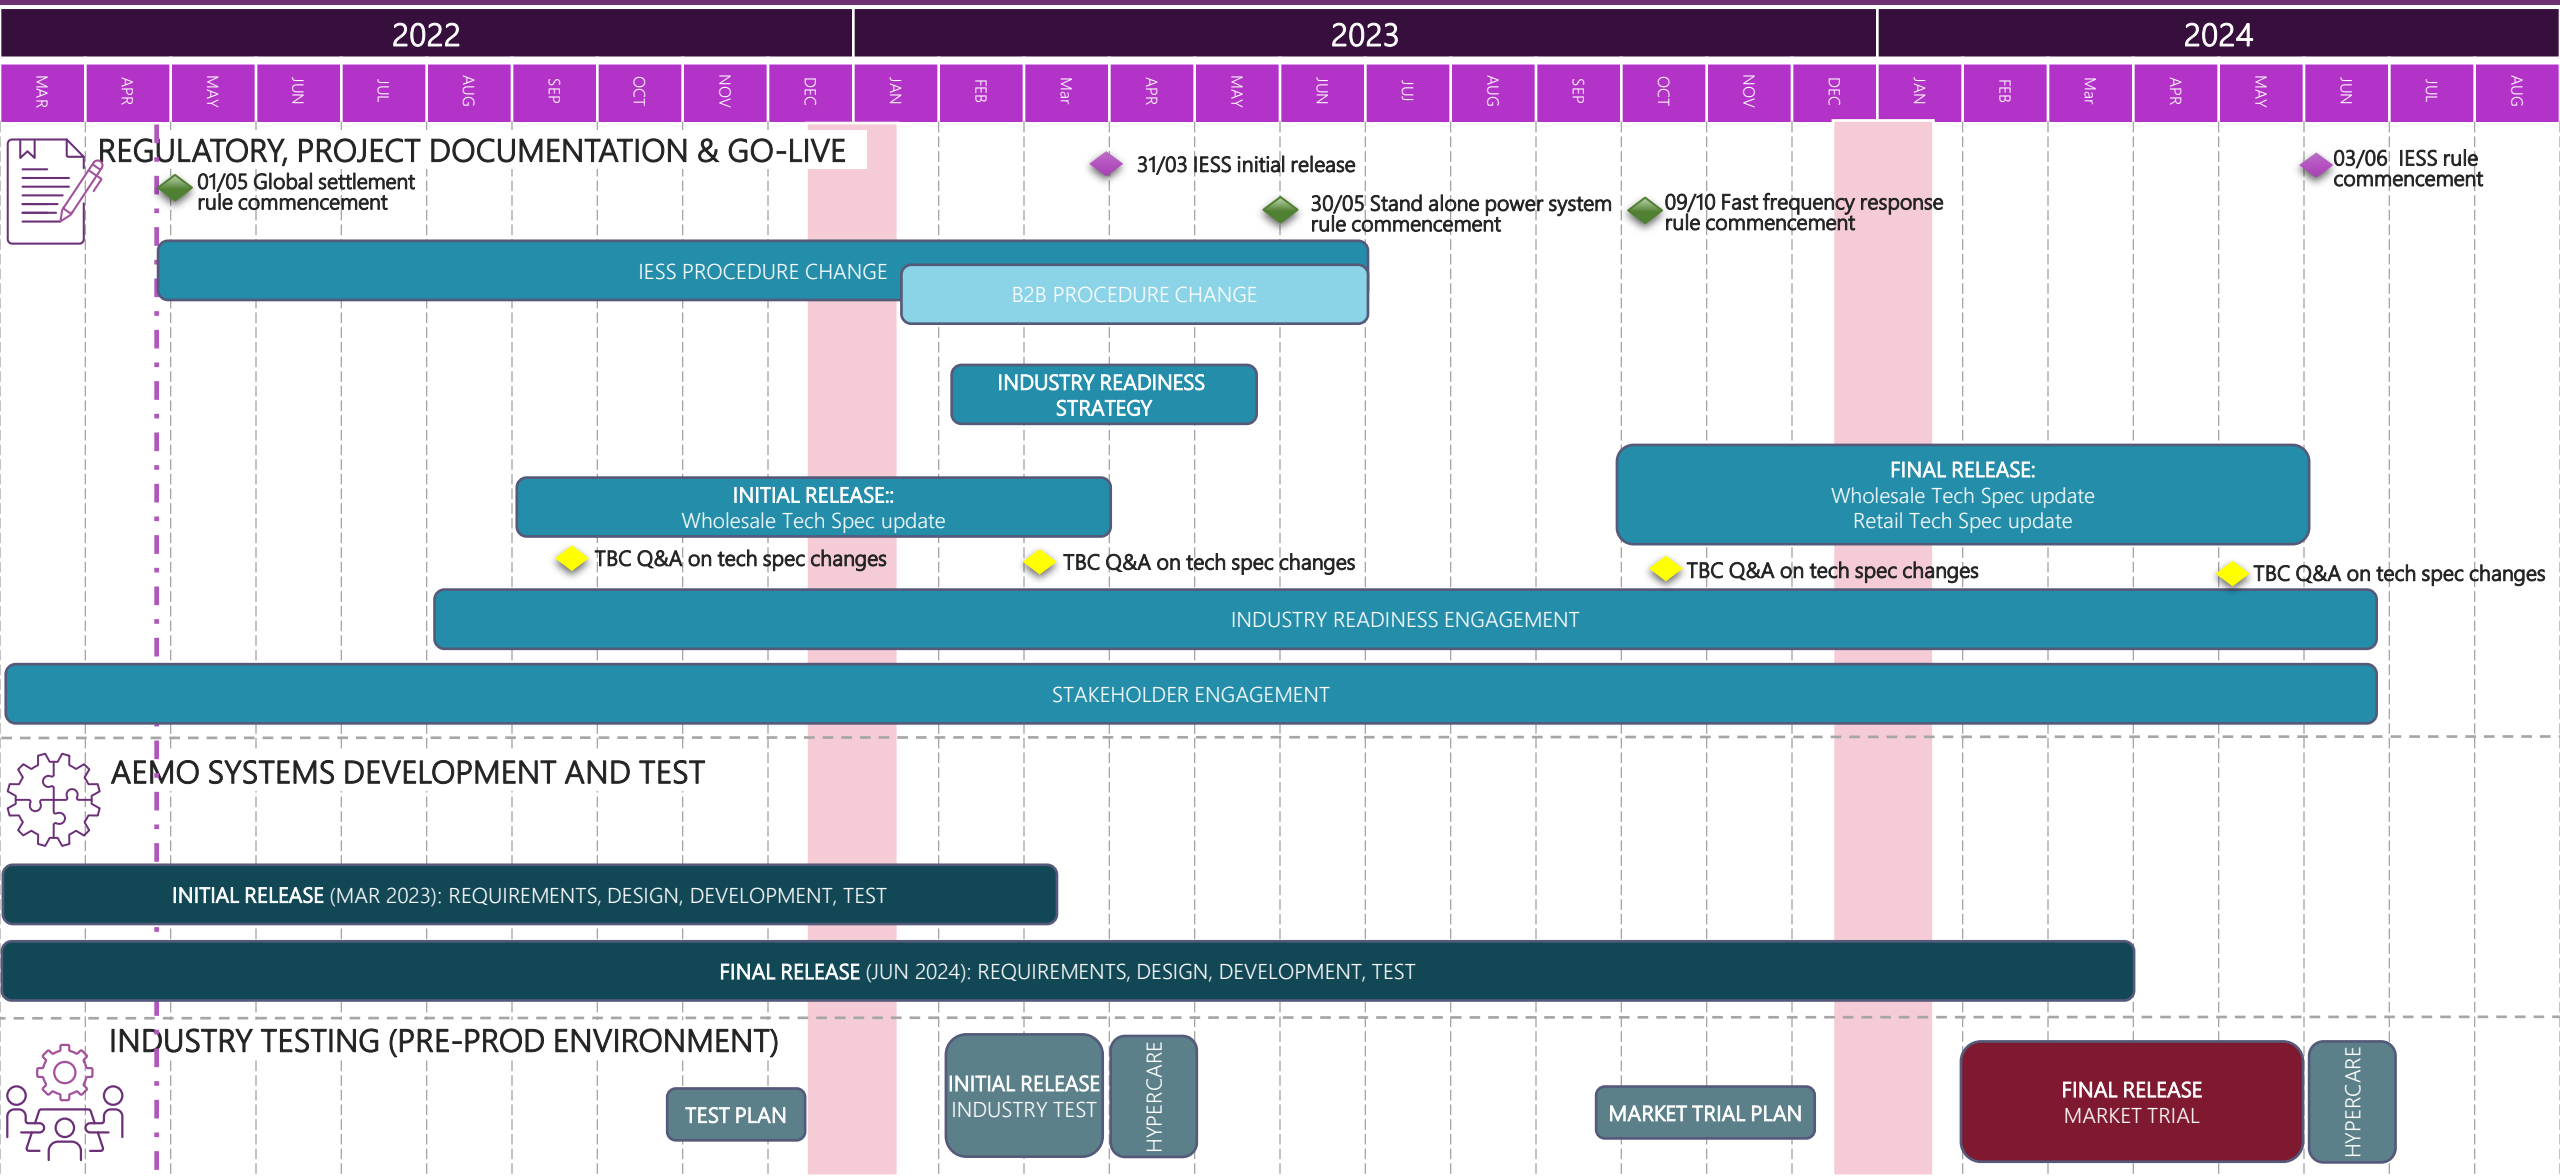 2022
2023
2024
MAR
APR
MAY
JUN
JUL
AUG
SEP
OCT
NOV
DEC
JAN
FEB
Mar
APR
MAY
JUN
JUJ
AUG
SEP
OCT
NOV
DEC
JAN
FEB
Mar
APR
MAY
JUN
JUL
AUG
REGULATORY, PROJECT DOCUMENTATION & GO-LIVE
01/05 Global settlement
rule commencement
31/03 IESS initial release
30/05 Stand alone power system
rule commencement
09/10 Fast frequency response
rule commencement
03/06 IESS rule
commencement
IESS PROCEDURE CHANGE
B2B PROCEDURE CHANGE
INDUSTRY READINESS
STRATEGY
INITIAL RELEASE::
Wholesale Tech Spec update
FINAL RELEASE:
Wholesale Tech Spec update
Retail Tech Spec update
TBC Q&A on tech spec changes
TBC Q&A on tech spec changes
TBC Q&A on tech spec changes
TBC Q&A on tech spec changes
INDUSTRY READINESS ENGAGEMENT
STAKEHOLDER ENGAGEMENT
AEMO SYSTEMS DEVELOPMENT AND TEST
INITIAL RELEASE (MAR 2023): REQUIREMENTS, DESIGN, DEVELOPMENT, TEST
FINAL RELEASE (JUN 2024): REQUIREMENTS, DESIGN, DEVELOPMENT, TEST
INDUSTRY TESTING (PRE-PROD ENVIRONMENT)
TEST PLAN
INITIAL RELEASE
INDUSTRY TEST
HYPERCARE
MARKET TRIAL PLAN
FINAL RELEASE
MARKET TRIAL
HYPERCARE